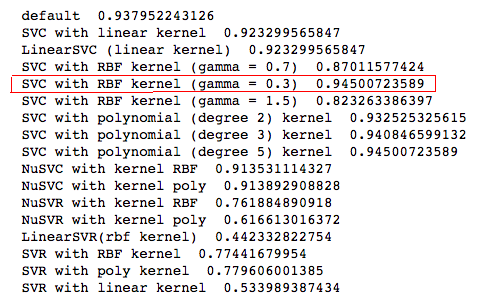 default 0.937952243126
SVC with linear kernel 0.923299565847
LinearSVC (linear kernel) 0.923299565847
SVC with RBF kernel (gamma = 0.7) 0.87011577424
SVC with RBF kernel (gamma = 0.3) 0.94500723589
SVC with RBF kernel (gamma = 1.5) 0.823263386397
SVC with polynomial (degree 2) kernel 0.932525325615
SVC with polynomial (degree 3) kernel 0.940846599132
SVC with polynomial (degree 5) kernel 0.94500723589
NuSVC with kernel RBF 0.913531114327
NuSVC with kernel poly 0.913892908828
NuSVR with kernel RBF 0.761884890918
NuSVR with kernel poly 0.616613016372
LinearSVR(rbf kernel) 0.442332822754
SVR with RBF kernel 0.77441679954
SVR with poly kernel 0.779606001385
SVR with linear kernel 0.533989387434